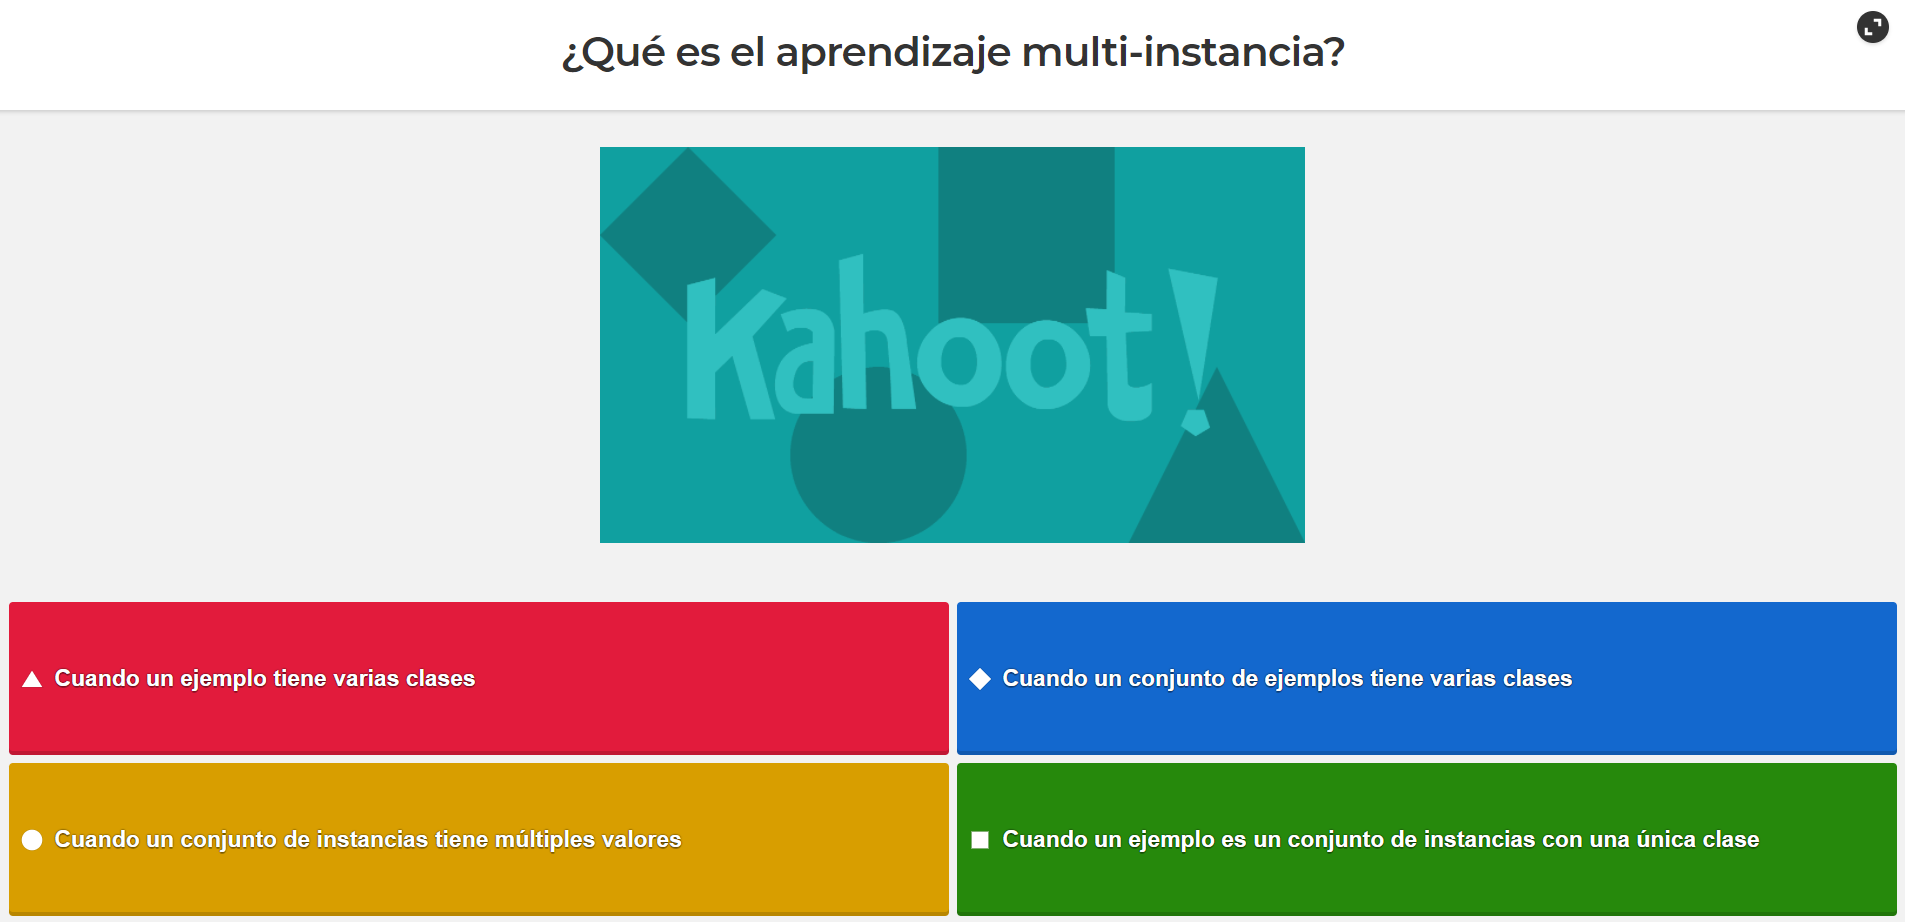 ¿Qué es el aprendizaje multi-instancia?
Kahoot!
Cuando un ejemplo tiene varias clases
Cuando un conjunto de ejemplos tiene varias clases
Cuando un conjunto de instancias tiene múltiples valores
Cuando un ejemplo es un conjunto de instancias con una única clase